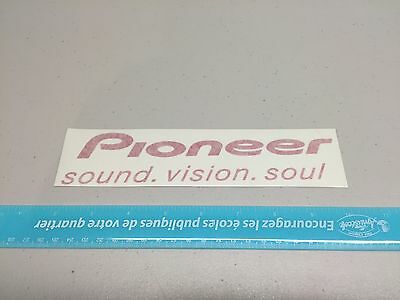 Pioneer
sound. vision. soul
Encouragez les écoles publiques de votre quartier